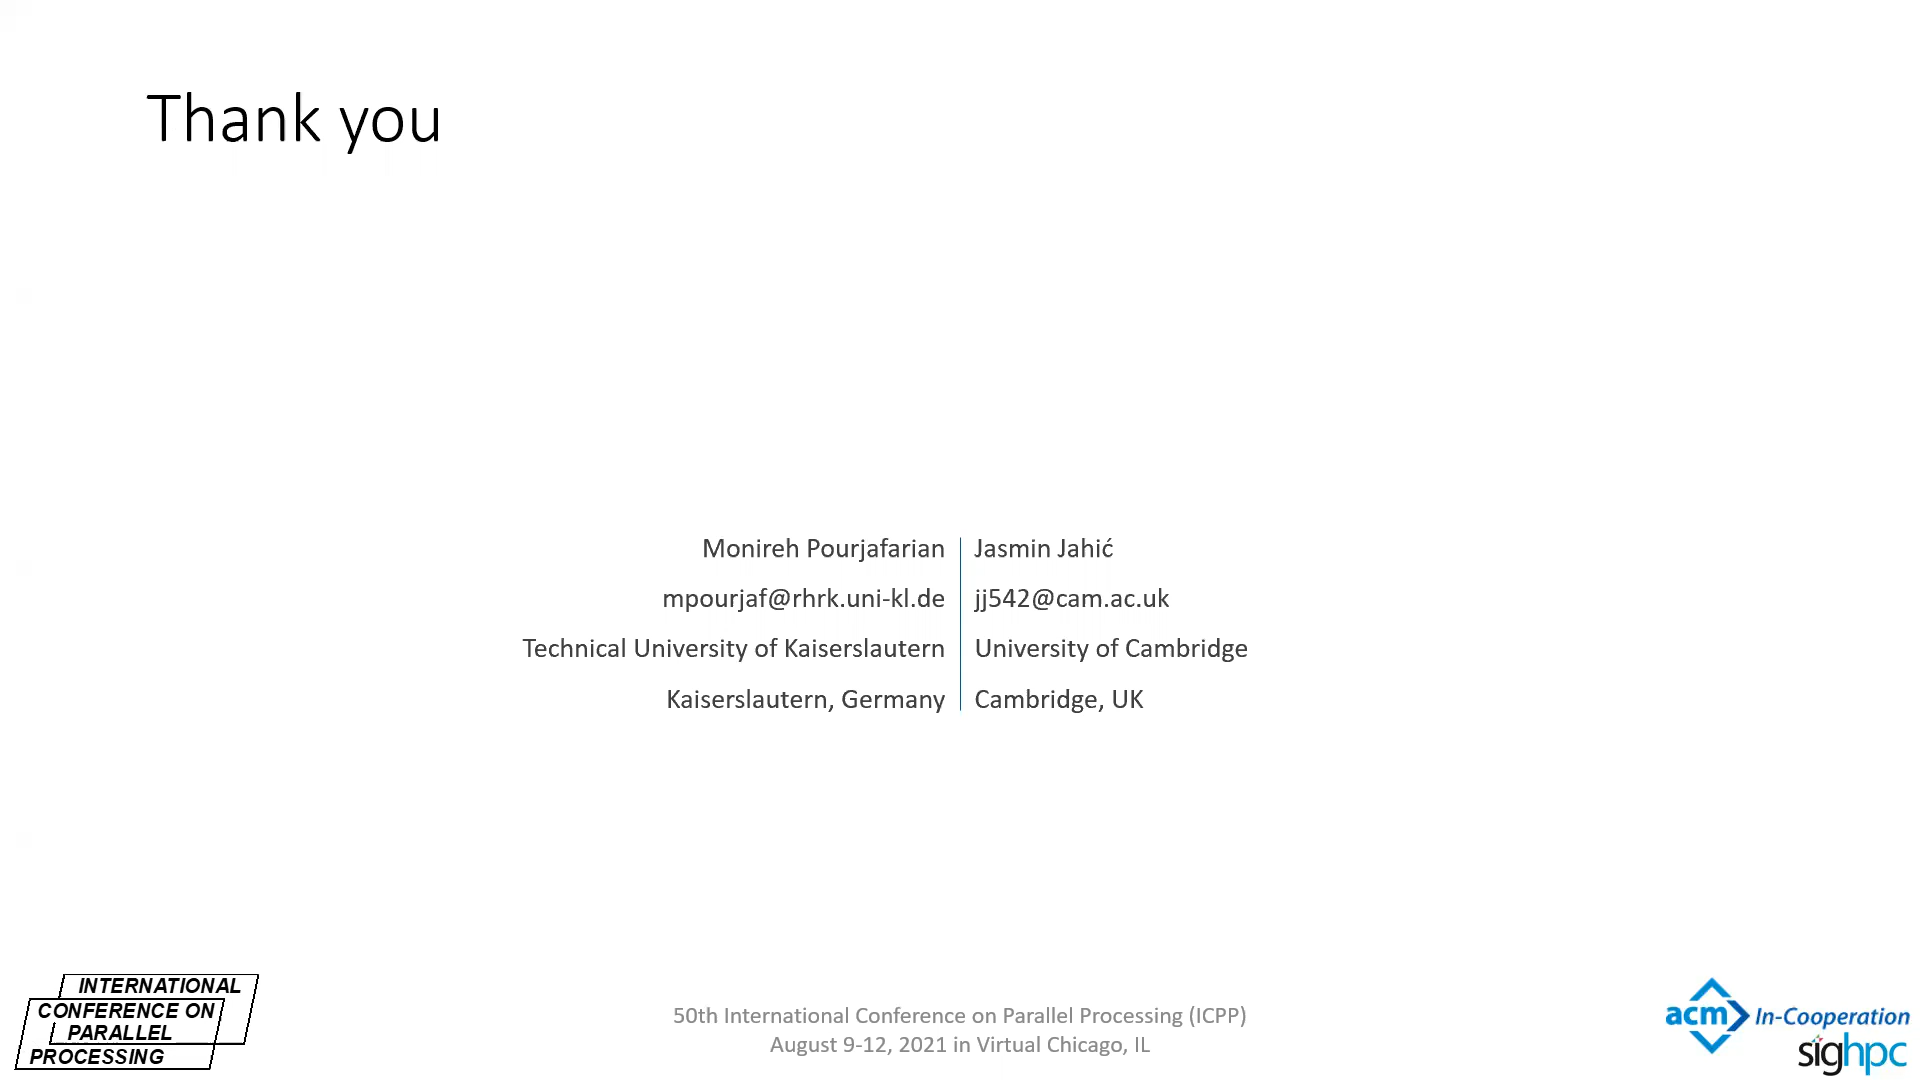 Thank you
Monireh Pourjafarian
mpourjaf@rhrk.uni-kl.de
Technical University of Kaiserslautern
Kaiserslautern, Germany
Jasmin Jahić
jj542@cam.ac.uk
University of Cambridge
Cambridge, UK
INTERNATIONAL
CONFERENCE ON
PARALLEL
PROCESSING
50th International Conference on Parallel Processing (ICPP)
August 9-12, 2021 in Virtual Chicago, IL
acm In-Cooperation
sighpc